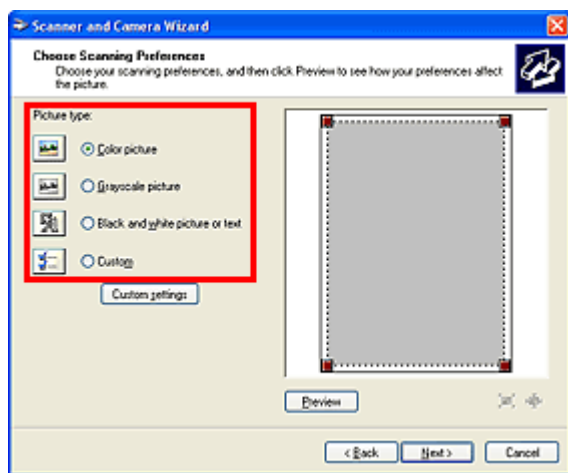 Scanner and Camera Wizard
Choose Scanning Preferences
Choose your scanning preferences, and then click Preview to see how your preferences affect
the picture.
Picture type:
Color picture
Grayscale picture
Black and white picture or text
Custom
Custom settings
Preview
< Back
Next >
Cancel